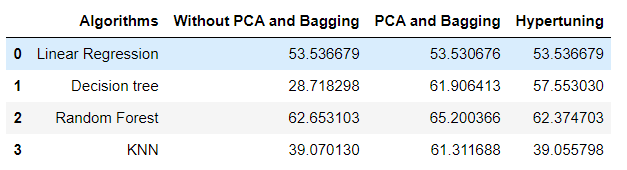 Algorithms Without PCA and Bagging PCA and Bagging Hypertuning
0 Linear Regression 53.536679 53.530676 53.536679
1 Decision tree 28.718298 61.906413 57.553030
2 Random Forest 62.653103 65.200366 62.374703
3 KNN 39.070130 61.311688 39.055798